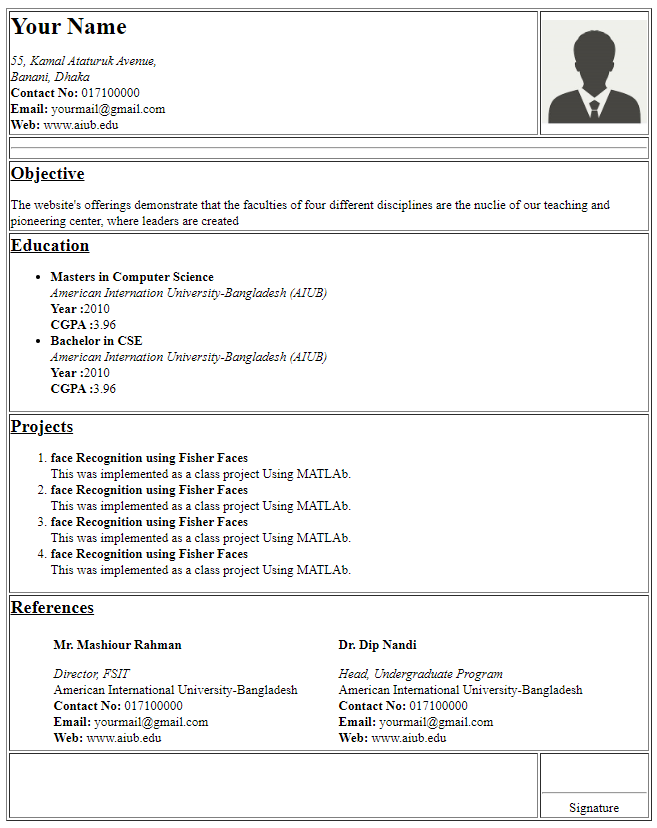 Your Name
55, Kamal Ataturuk Avenue,
Banani, Dhaka
Contact No: 017100000
Email: yourmail@gmail.com
Web: www.aiub.edu
Objective
The website's offerings demonstrate that the faculties of four different disciplines are the nuclie of our teaching and
pioneering center, where leaders are created
Education
• Masters in Computer Science
American Internation University-Bangladesh (AIUB)
Year :2010
CGPA :3.96
• Bachelor in CSE
American Internation University-Bangladesh (AIUB)
Year :2010
CGPA :3.96
Projects
1. face Recognition using Fisher Faces
This was implemented as a class project Using MATLAb.
2. face Recognition using Fisher Faces
This was implemented as a class project Using MATLAb.
3. face Recognition using Fisher Faces
This was implemented as a class project Using MATLAb.
4. face Recognition using Fisher Faces
This was implemented as a class project Using MATLAb.
References
Mr. Mashiour Rahman
Director, FSIT
American International University-Bangladesh
Contact No: 017100000
Email: yourmail@gmail.com
Web: www.aiub.edu
Dr. Dip Nandi
Head, Undergraduate Program
American International University-Bangladesh
Contact No: 017100000
Email: yourmail@gmail.com
Web: www.aiub.edu
Signature